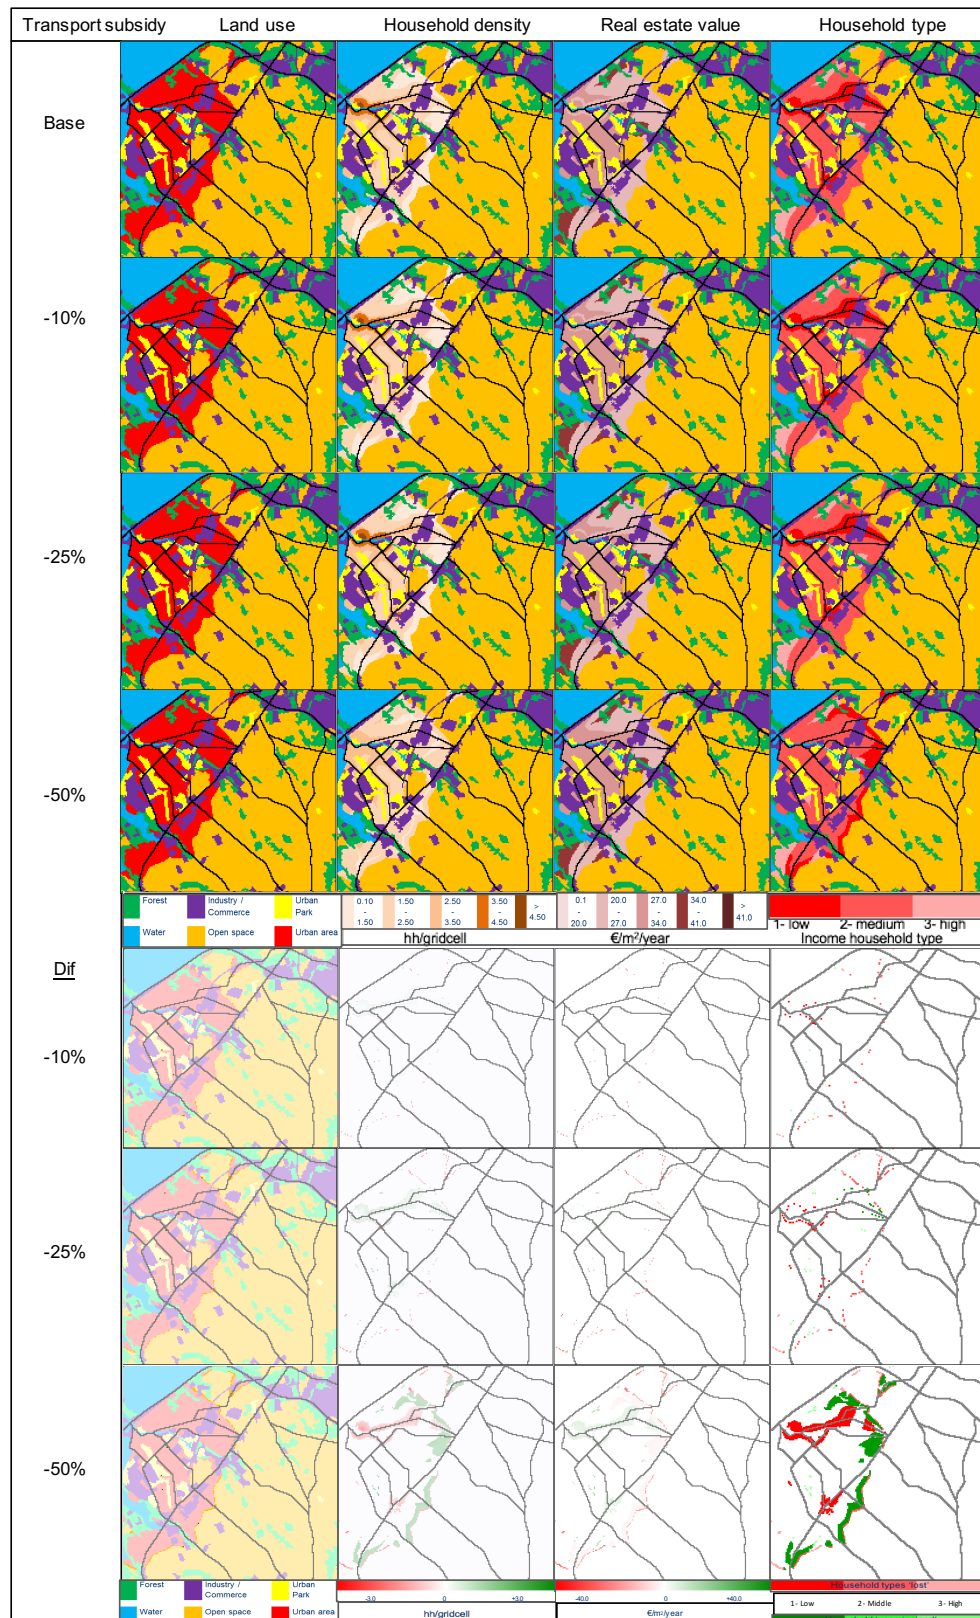 Transport subsidy Land use Household density Real estate value Household type
Base
-10%
-25%
-50%
Forest Industry / Commerce Urban Park
Water Open space Urban area
0.10 - 1.50 1.50 - 2.50 2.50 - 3.50 3.50 - 4.50 > 4.50
hh/gridcell
0.1 - 20.0 20.0 - 27.0 27.0 - 34.0 34.0 - 41.0 > 41.0
€/m²/year
1- low 2- medium 3- high
Income household type
Dif
-10%
-25%
-50%
Forest Industry / Commerce Urban Park
Water Open space Urban area
-3.0 0 +3.0
hh/gridcell
-40.0 0 +40.0
€/m²/year
Household types 'lost'
1- Low 2- Middle 3- High